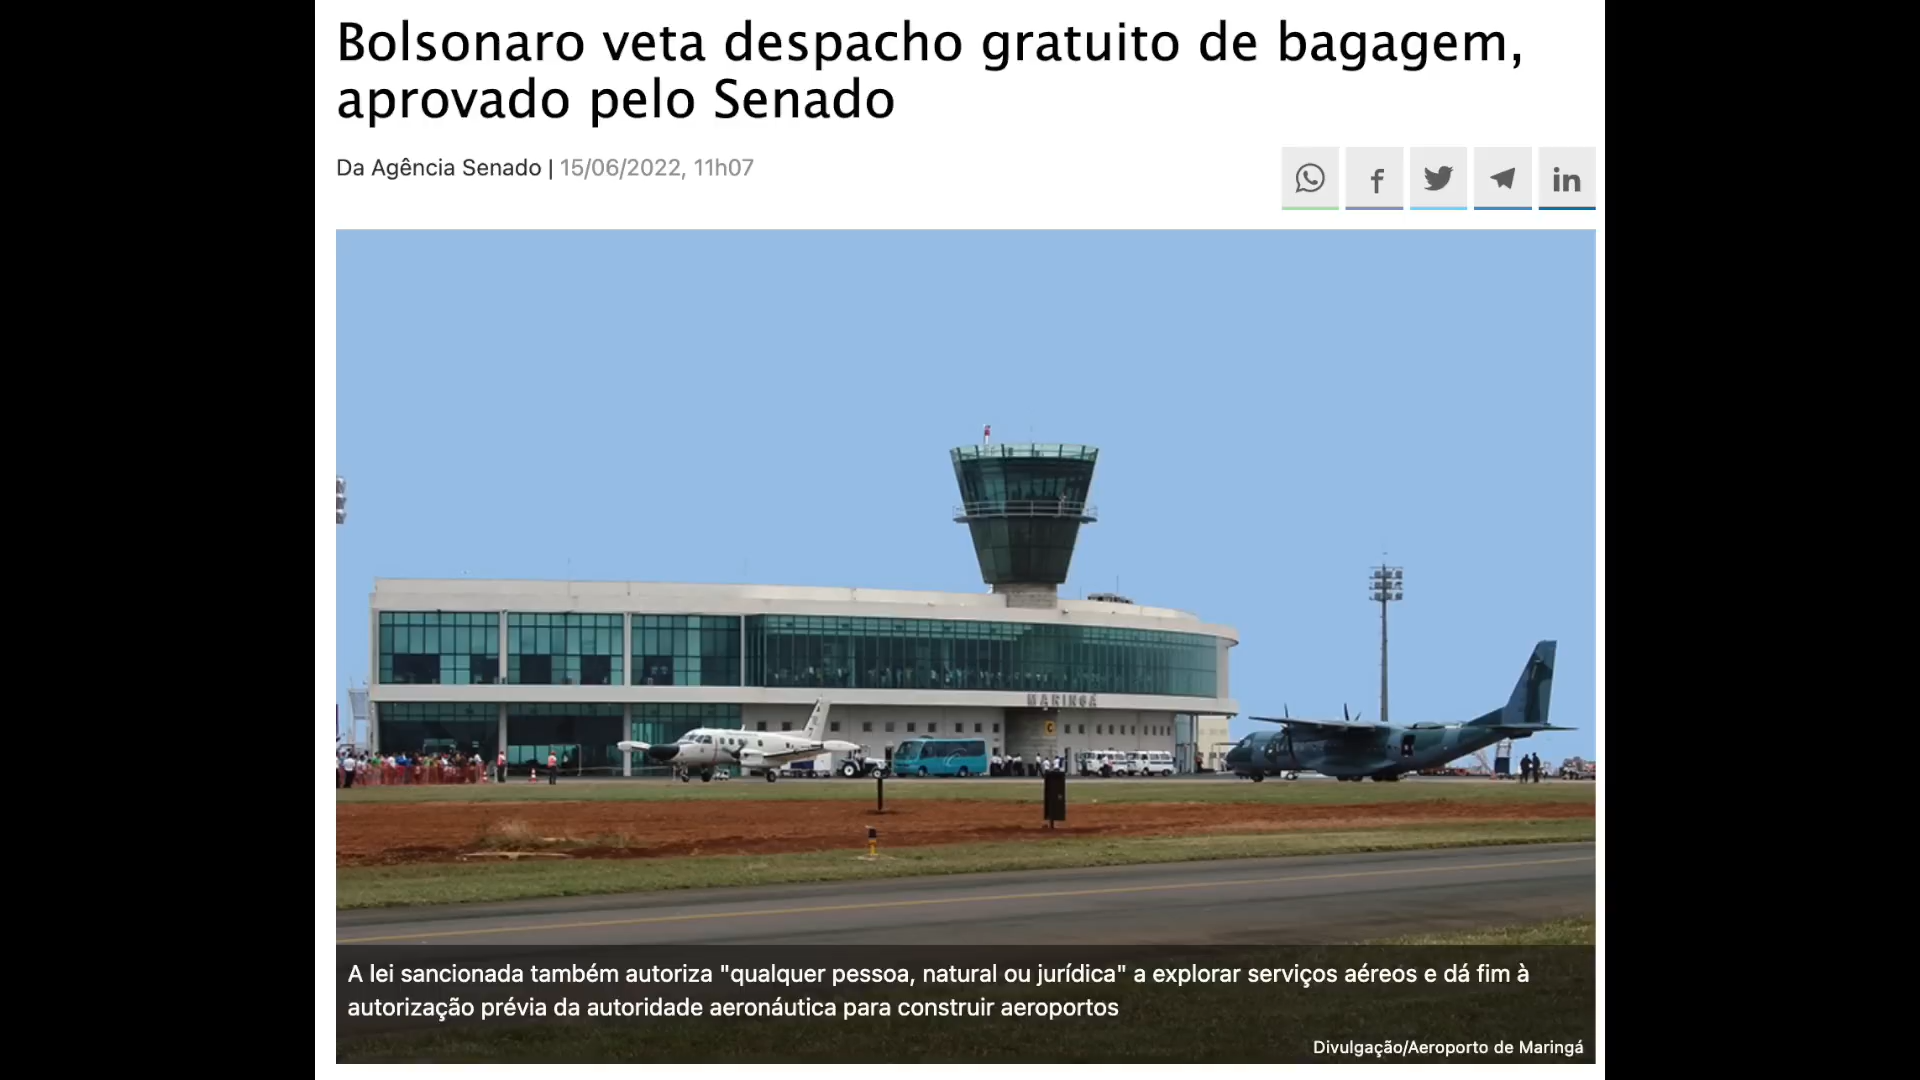 Bolsonaro veta despacho gratuito de bagagem,
aprovado pelo Senado
Da Agência Senado | 15/06/2022, 11h07
MARINGÁ
A lei sancionada também autoriza "qualquer pessoa, natural ou jurídica" a explorar serviços aéreos e dá fim à
autorização prévia da autoridade aeronáutica para construir aeroportos
Divulgação/Aeroporto de Maringá